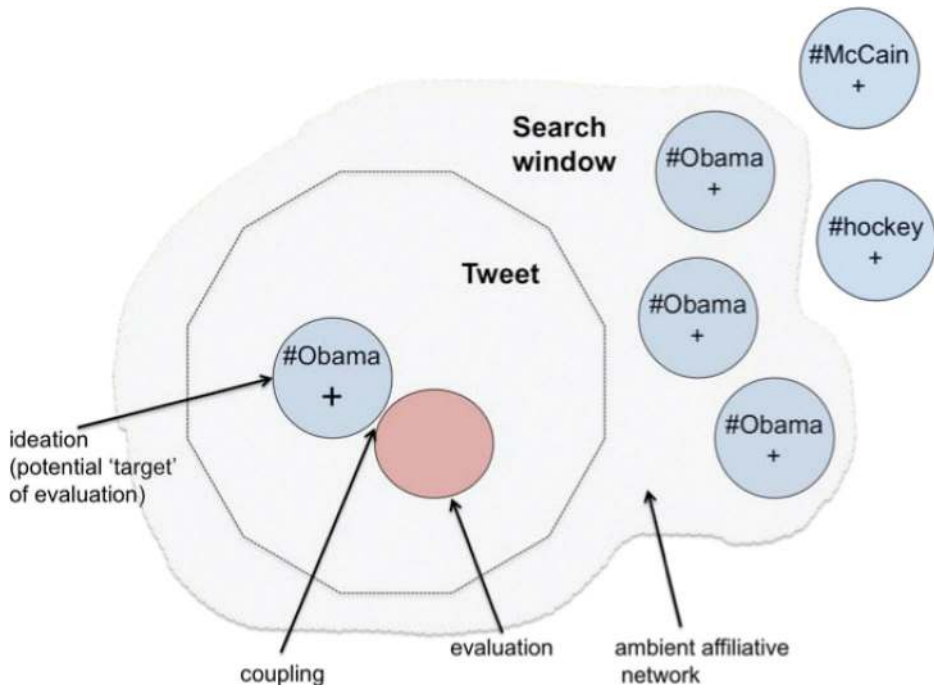 #McCain
+
Search
window
#Obama
+
#hockey
+
Tweet
#Obama
+
#Obama
+
#Obama
+
ideation
(potential ‘target’
of evaluation)
coupling
evaluation
ambient affiliative
network